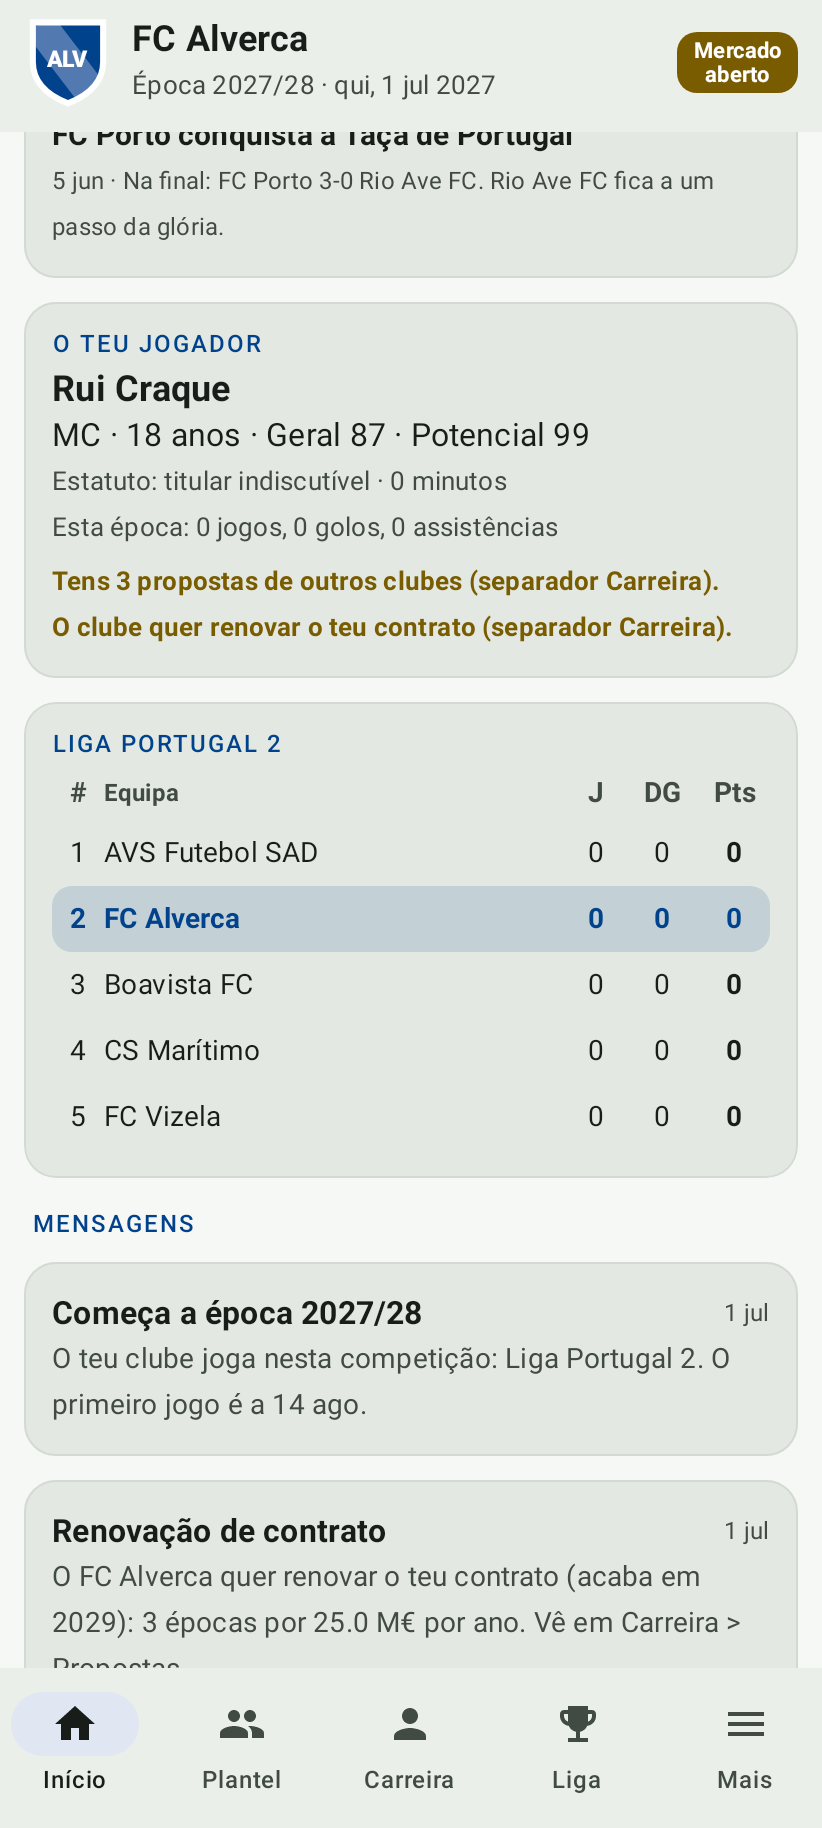 ALV
FC Alverca
Época 2027/28 · qui, 1 jul 2027
Mercado
aberto
FC Porto conquista a Taça de Portugal
5 jun · Na final: FC Porto 3-0 Rio Ave FC. Rio Ave FC fica a um
passo da glória.
O TEU JOGADOR
Rui Craque
MC · 18 anos · Geral 87 · Potencial 99
Estatuto: titular indiscutível · 0 minutos
Esta época: 0 jogos, 0 golos, 0 assistências
Tens 3 propostas de outros clubes (separador Carreira).
O clube quer renovar o teu contrato (separador Carreira).
LIGA PORTUGAL 2
# Equipa J DG Pts
1 AVS Futebol SAD 0 0 0
2 FC Alverca 0 0 0
3 Boavista FC 0 0 0
4 CS Marítimo 0 0 0
5 FC Vizela 0 0 0
MENSAGENS
Começa a época 2027/28 1 jul
O teu clube joga nesta competição: Liga Portugal 2. O
primeiro jogo é a 14 ago.
Renovação de contrato 1 jul
O FC Alverca quer renovar o teu contrato (acaba em
2029): 3 épocas por 25.0 M€ por ano. Vê em Carreira >
Propostas
Início Plantel Carreira Liga Mais